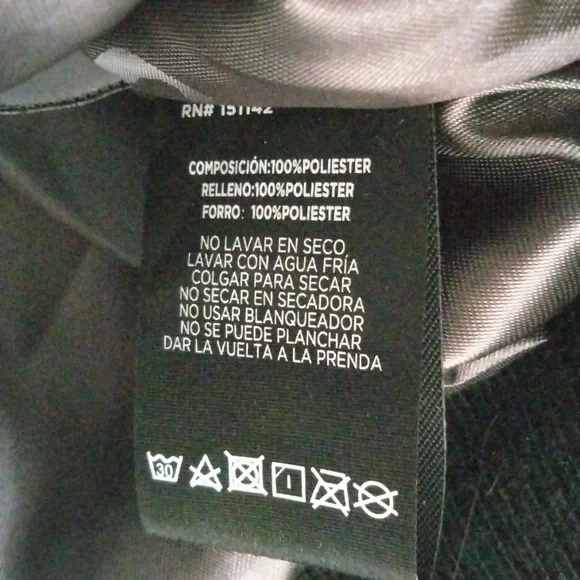 RN# 151142
COMPOSICIÓN:100%POLIESTER
RELLENO:100%POLIESTER
FORRO: 100%POLIESTER
NO LAVAR EN SECO
LAVAR CON AGUA FRÍA
COLGAR PARA SECAR
NO SECAR EN SECADORA
NO USAR BLANQUEADOR
NO SE PUEDE PLANCHAR
DAR LA VUELTA A LA PRENDA
30